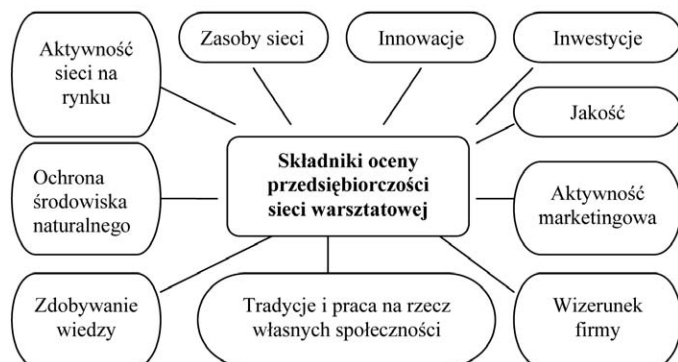 Aktywność
sieci na
rynku
Zasoby sieci
Innowacje
Inwestycje
Jakość
Składniki oceny
przedsiębiorczości
sieci warsztatowej
Ochrona
środowiska
naturalnego
Aktywność
marketingowa
Zdobywanie
wiedzy
Tradycje i praca na rzecz
własnych społeczności
Wizerunek
firmy